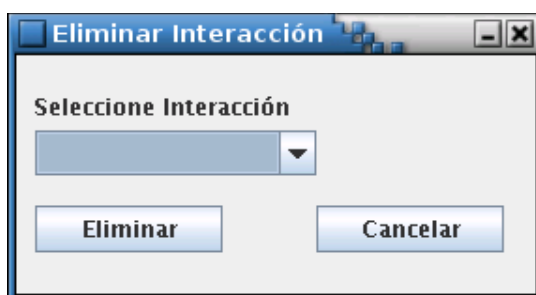 Eliminar Interacción
Seleccione Interacción
Eliminar Cancelar